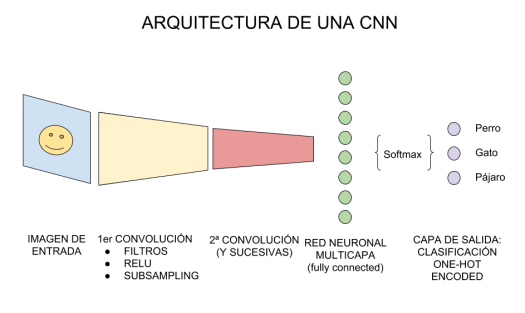 ARQUITECTURA DE UNA CNN
Softmax
Perro
Gato
Pájaro
IMAGEN DE
ENTRADA
1er CONVOLUCIÓN
● FILTROS
● RELU
● SUBSAMPLING
2ª CONVOLUCIÓN
(Y SUCESIVAS)
RED NEURONAL
MULTICAPA
(fully connected)
CAPA DE SALIDA:
CLASIFICACIÓN
ONE-HOT
ENCODED